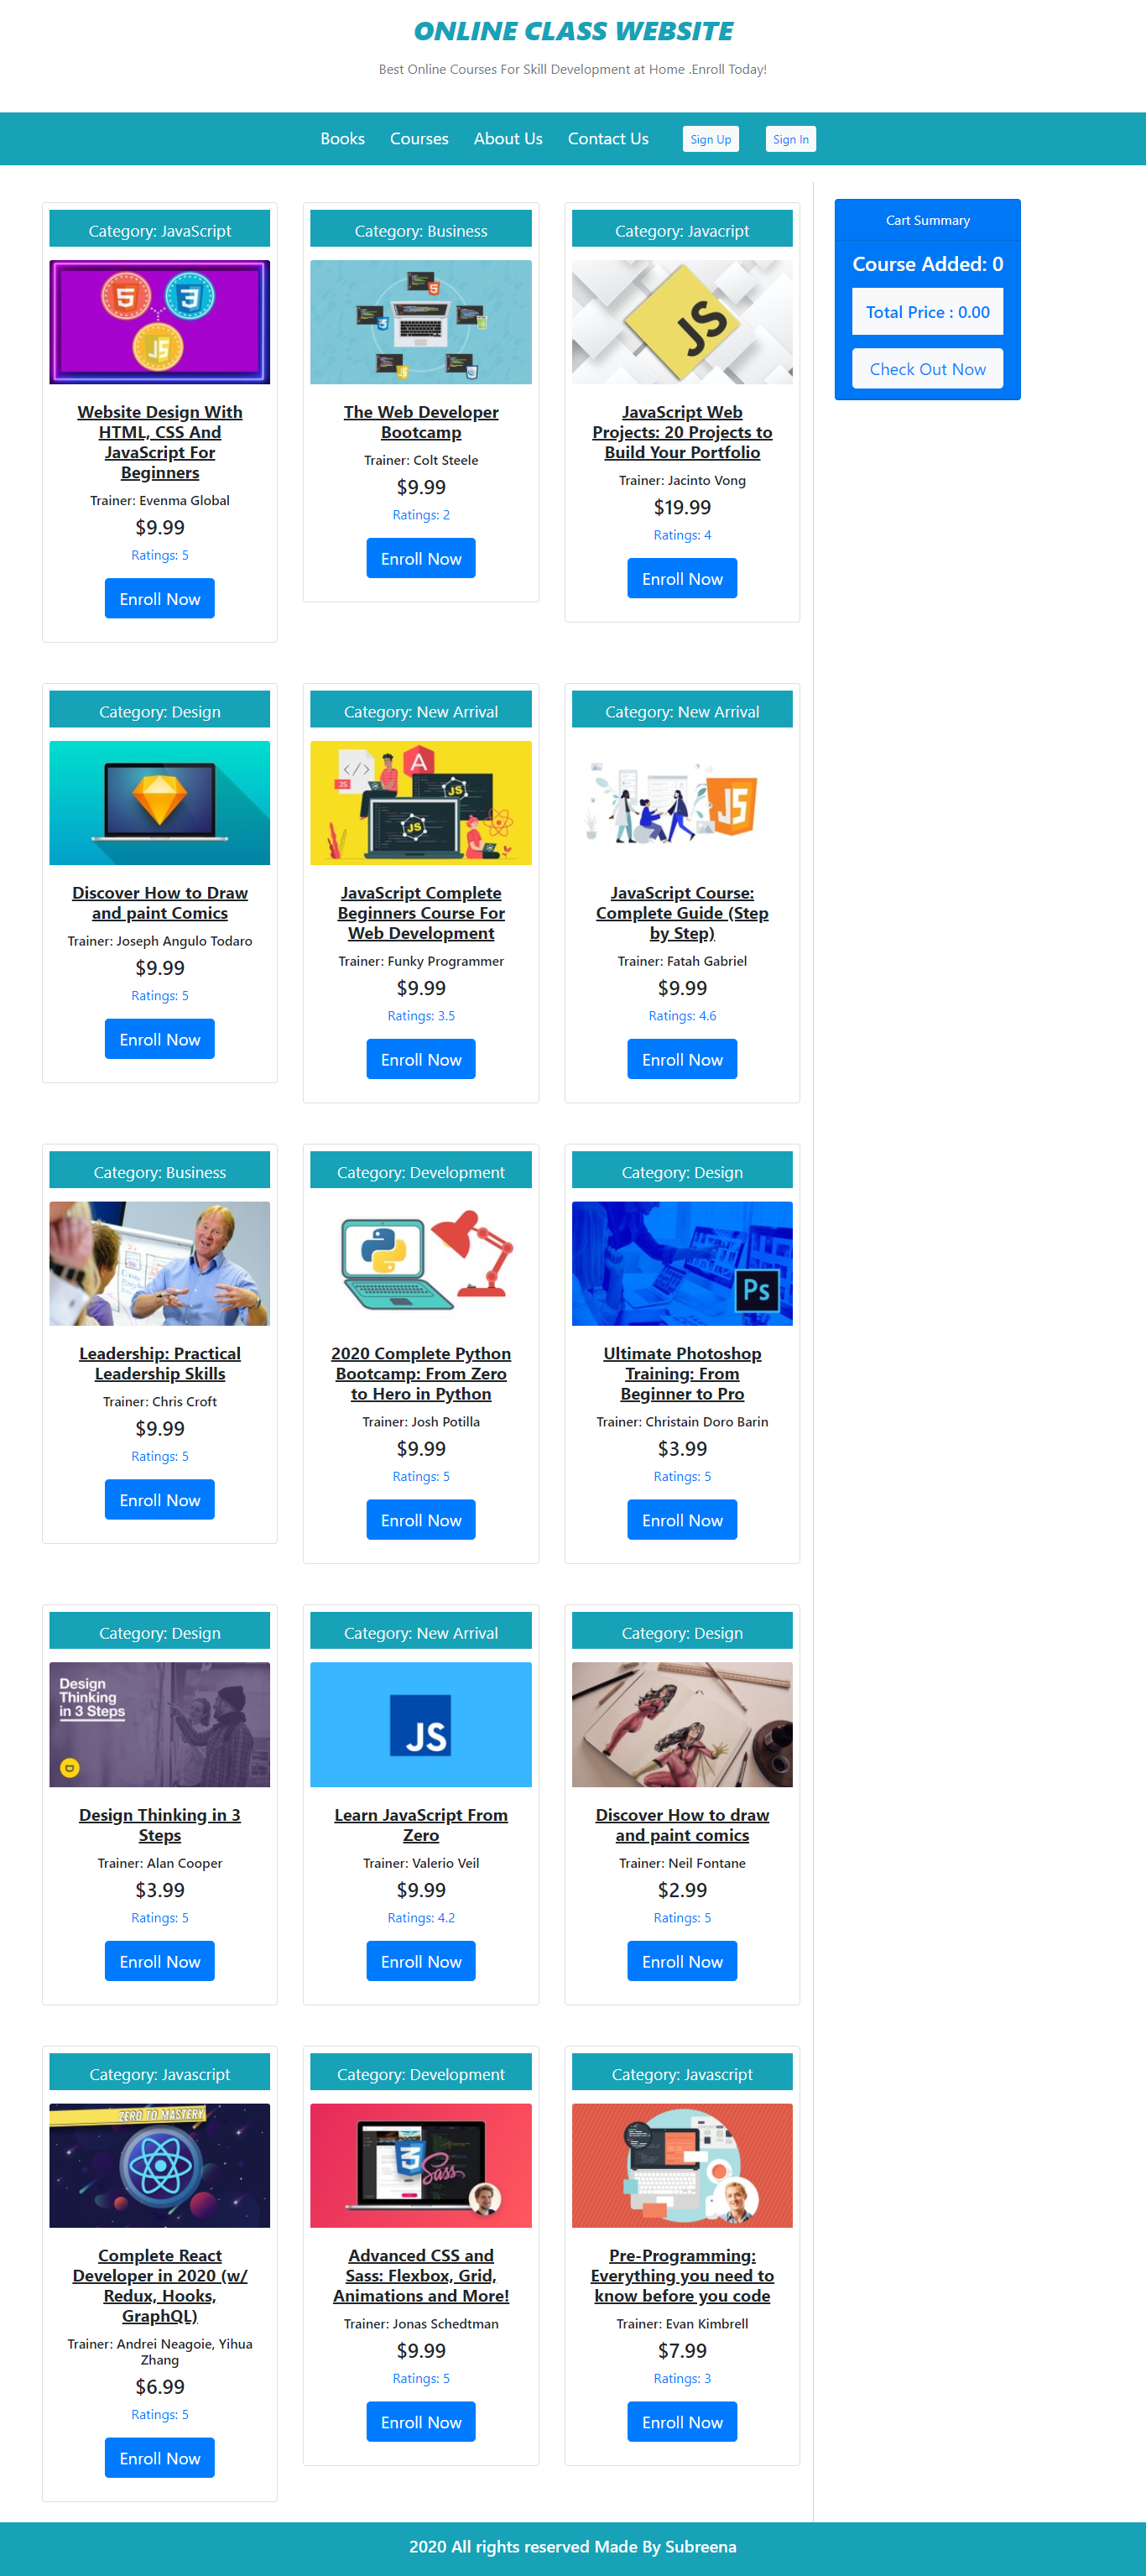 ONLINE CLASS WEBSITE
Best Online Courses For Skill Development at Home .Enroll Today!
Books Courses About Us Contact Us Sign Up Sign In
Category: JavaScript
5
3
JS
Website Design With
HTML, CSS And
JavaScript For
Beginners
Trainer: Evenma Global
$9.99
Ratings: 5
Enroll Now
Category: Business
The Web Developer
Bootcamp
Trainer: Colt Steele
$9.99
Ratings: 2
Enroll Now
Category: Javacript
JS
JavaScript Web
Projects: 20 Projects to
Build Your Portfolio
Trainer: Jacinto Vong
$19.99
Ratings: 4
Enroll Now
Cart Summary
Course Added: 0
Total Price : 0.00
Check Out Now
Category: Design
Discover How to Draw
and paint Comics
Trainer: Joseph Angulo Todaro
$9.99
Ratings: 5
Enroll Now
Category: New Arrival
</>
JS
A
JS
JS
JavaScript Complete
Beginners Course For
Web Development
Trainer: Funky Programmer
$9.99
Ratings: 3.5
Enroll Now
Category: New Arrival
JS
JavaScript Course:
Complete Guide (Step
by Step)
Trainer: Fatah Gabriel
$9.99
Ratings: 4.6
Enroll Now
Category: Business
Leadership: Practical
Leadership Skills
Trainer: Chris Croft
$9.99
Ratings: 5
Enroll Now
Category: Development
2020 Complete Python
Bootcamp: From Zero
to Hero in Python
Trainer: Josh Potilla
$9.99
Ratings: 5
Enroll Now
Category: Design
Ps
Ultimate Photoshop
Training: From
Beginner to Pro
Trainer: Christain Doro Barin
$3.99
Ratings: 5
Enroll Now
Category: Design
Design
Thinking
in 3 Steps
Design Thinking in 3
Steps
Trainer: Alan Cooper
$3.99
Ratings: 5
Enroll Now
Category: New Arrival
JS
Learn JavaScript From
Zero
Trainer: Valerio Veil
$9.99
Ratings: 4.2
Enroll Now
Category: Design
Discover How to draw
and paint comics
Trainer: Neil Fontane
$2.99
Ratings: 5
Enroll Now
Category: Javascript
ZERO TO MASTERY
Complete React
Developer in 2020 (w/
Redux, Hooks,
GraphQL)
Trainer: Andrei Neagoie, Yihua
Zhang
$6.99
Ratings: 5
Enroll Now
Category: Development
3
Sass
Advanced CSS and
Sass: Flexbox, Grid,
Animations and More!
Trainer: Jonas Schedtman
$9.99
Ratings: 5
Enroll Now
Category: Javascript
Pre-Programming:
Everything you need to
know before you code
Trainer: Evan Kimbrell
$7.99
Ratings: 3
Enroll Now
2020 All rights reserved Made By Subreena